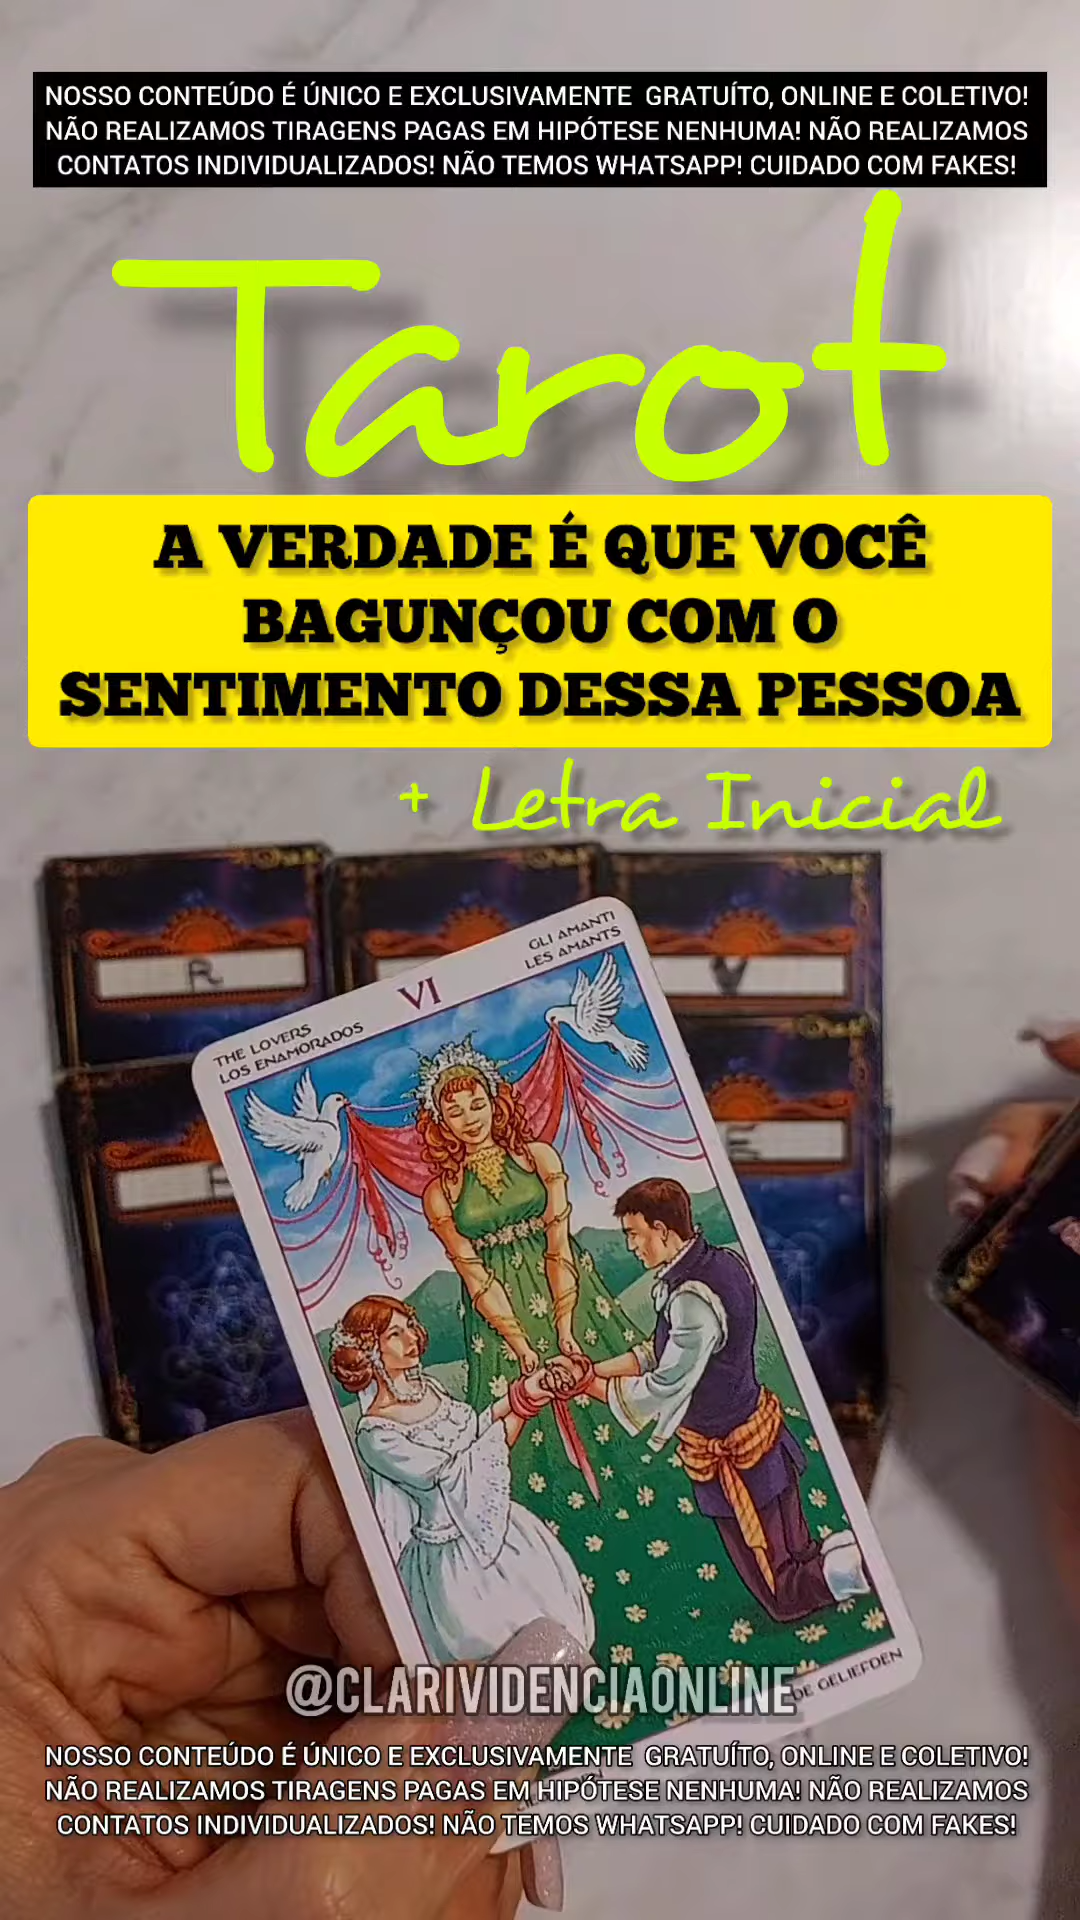 NOSSO CONTEÚDO É ÚNICO E EXCLUSIVAMENTE GRATUÍTO, ONLINE E COLETIVO!
NÃO REALIZAMOS TIRAGENS PAGAS EM HIPÓTESE NENHUMA! NÃO REALIZAMOS
CONTATOS INDIVIDUALIZADOS! NÃO TEMOS WHATSAPP! CUIDADO COM FAKES!
Tarot
A VERDADE É QUE VOCÊ
BAGUNÇOU COM O
SENTIMENTO DESSA PESSOA
+ Letra Inicial
R
V
GLI AMANTI
LES AMANTS
VI
THE LOVERS
LOS ENAMORADOS
E
@CLARIVIDENCIAONLINE
DE GELIEFDEN
NOSSO CONTEÚDO É ÚNICO E EXCLUSIVAMENTE GRATUÍTO, ONLINE E COLETIVO!
NÃO REALIZAMOS TIRAGENS PAGAS EM HIPÓTESE NENHUMA! NÃO REALIZAMOS
CONTATOS INDIVIDUALIZADOS! NÃO TEMOS WHATSAPP! CUIDADO COM FAKES!